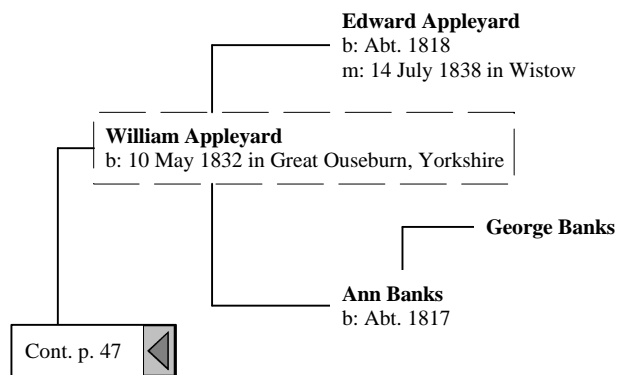 Edward Appleyard
b: Abt. 1818
m: 14 July 1838 in Wistow
William Appleyard
b: 10 May 1832 in Great Ouseburn, Yorkshire
George Banks
Ann Banks
b: Abt. 1817
Cont. p. 47